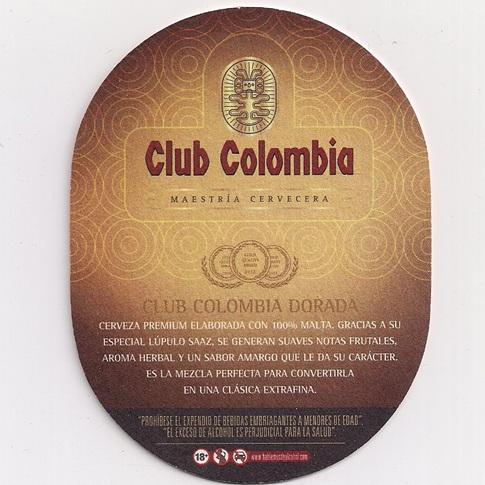 Club Colombia
MAESTRÍA CERVECERA
CLUB COLOMBIA DORADA
CERVEZA PREMIUM ELABORADA CON 100% MALTA. GRACIAS A SU
ESPECIAL LÚPULO SAAZ, SE GENERAN SUAVES NOTAS FRUTALES,
AROMA HERBAL Y UN SABOR AMARGO QUE LE DA SU CARÁCTER.
ES LA MEZCLA PERFECTA PARA CONVERTIRLA
EN UNA CLÁSICA EXTRAFINA.
"PROHÍBESE EL EXPENDIO DE BEBIDAS EMBRIAGANTES A MENORES DE EDAD".
"EL EXCESO DE ALCOHOL ES PERJUDICIAL PARA LA SALUD".
18+ www.hablemosdealcohol.com